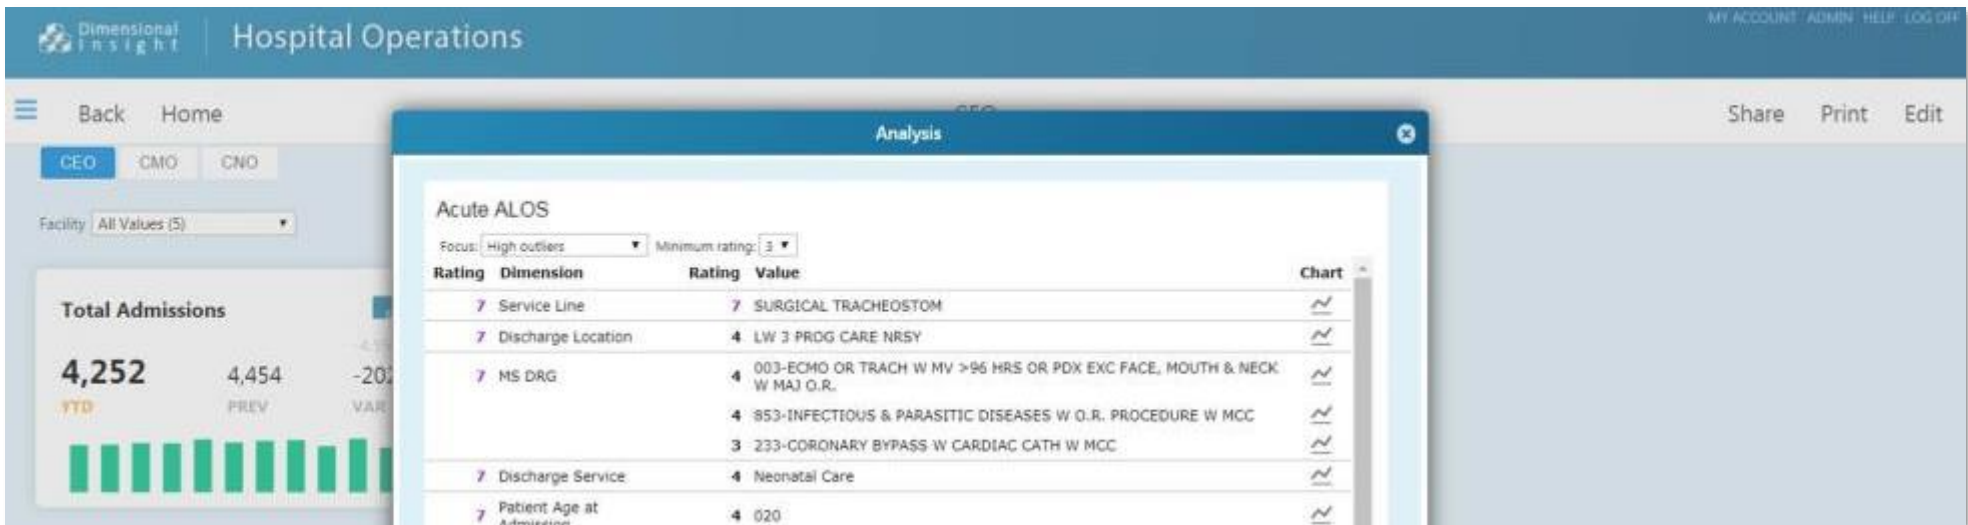 MY ACCOUNT ADMIN HELP LOG OFF
Dimensional
Insight
Hospital Operations
Back Home
Share Print Edit
Analysis
CEO CMO CNO
Facility All Values (5)
Acute ALOS
Focus: High outliers Minimum rating: 3
Rating Dimension Rating Value Chart
7 Service Line 7 SURGICAL TRACHEOSTOM
7 Discharge Location 4 LW 3 PROG CARE NRSY
7 MS DRG 4 003-ECMO OR TRACH W MV >96 HRS OR PDX EXC FACE, MOUTH & NECK
W MAJ O.R.
4 853-INFECTIOUS & PARASITIC DISEASES W O.R. PROCEDURE W MCC
3 233-CORONARY BYPASS W CARDIAC CATH W MCC
7 Discharge Service 4 Neonatal Care
7 Patient Age at
Admission 4 020
Total Admissions
4,252 4,454 -202
YTD PREV VAR